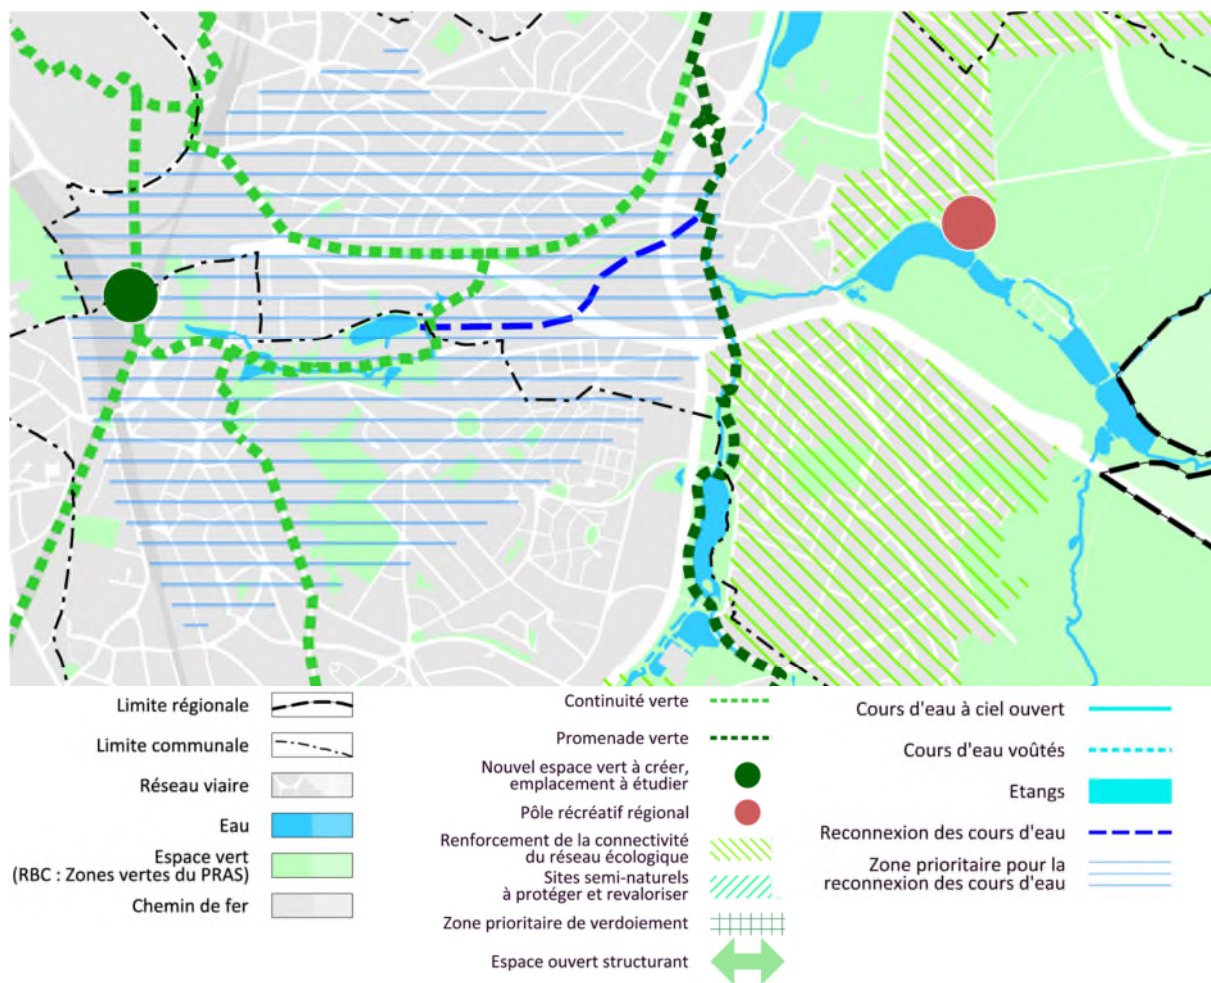 Limite régionale
Limite communale
Réseau viaire
Eau
Espace vert
(RBC : Zones vertes du PRAS)
Chemin de fer
Continuité verte
Promenade verte
Nouvel espace vert à créer,
emplacement à étudier
Pôle récréatif régional
Renforcement de la connectivité
du réseau écologique
Sites semi-naturels
à protéger et revaloriser
Zone prioritaire de verdoiement
Espace ouvert structurant
Cours d'eau à ciel ouvert
Cours d'eau voûtés
Etangs
Reconnexion des cours d'eau
Zone prioritaire pour la
reconnexion des cours d'eau